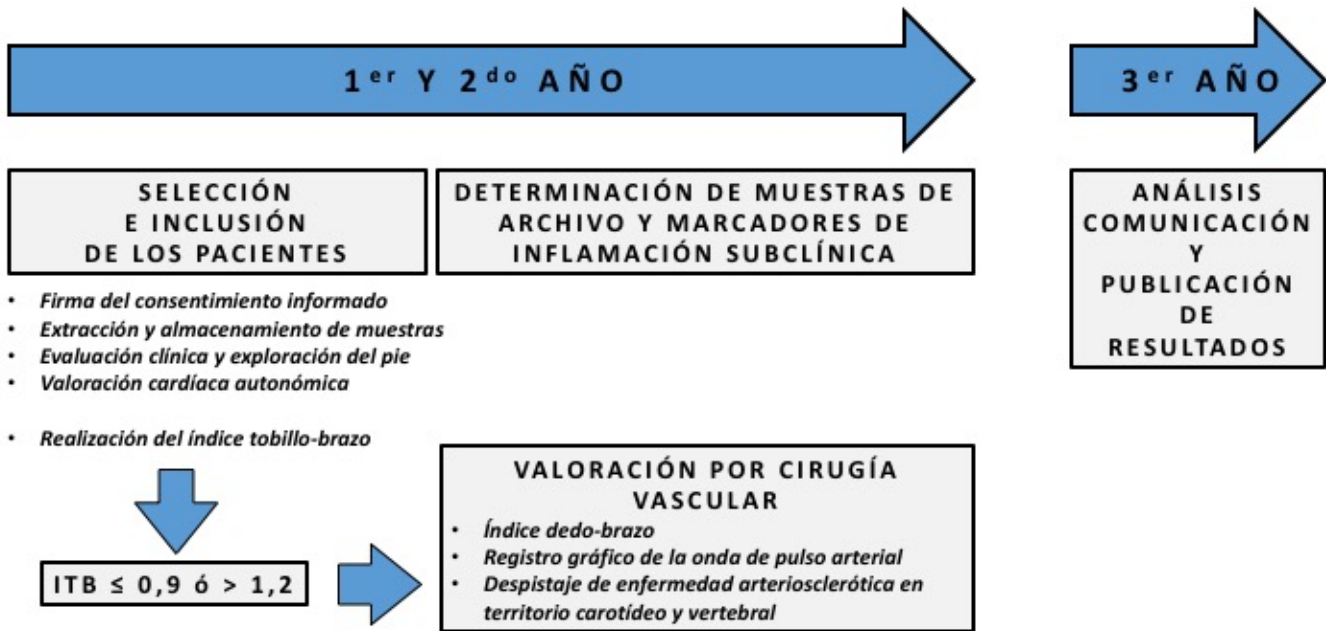 1er Y 2do AÑO
3er AÑO
SELECCIÓN
E INCLUSIÓN
DE LOS PACIENTES
DETERMINACIÓN DE MUESTRAS DE
ARCHIVO Y MARCADORES DE
INFLAMACIÓN SUBCLÍNICA
ANÁLISIS
COMUNICACIÓN
Y
PUBLICACIÓN
DE
RESULTADOS
• Firma del consentimiento informado
• Extracción y almacenamiento de muestras
• Evaluación clínica y exploración del pie
• Valoración cardíaca autonómica
• Realización del índice tobillo-brazo
ITB ≤ 0,9 ó > 1,2
VALORACIÓN POR CIRUGÍA
VASCULAR
• Índice dedo-brazo
• Registro gráfico de la onda de pulso arterial
• Despistaje de enfermedad arteriosclerótica en
territorio carotídeo y vertebral